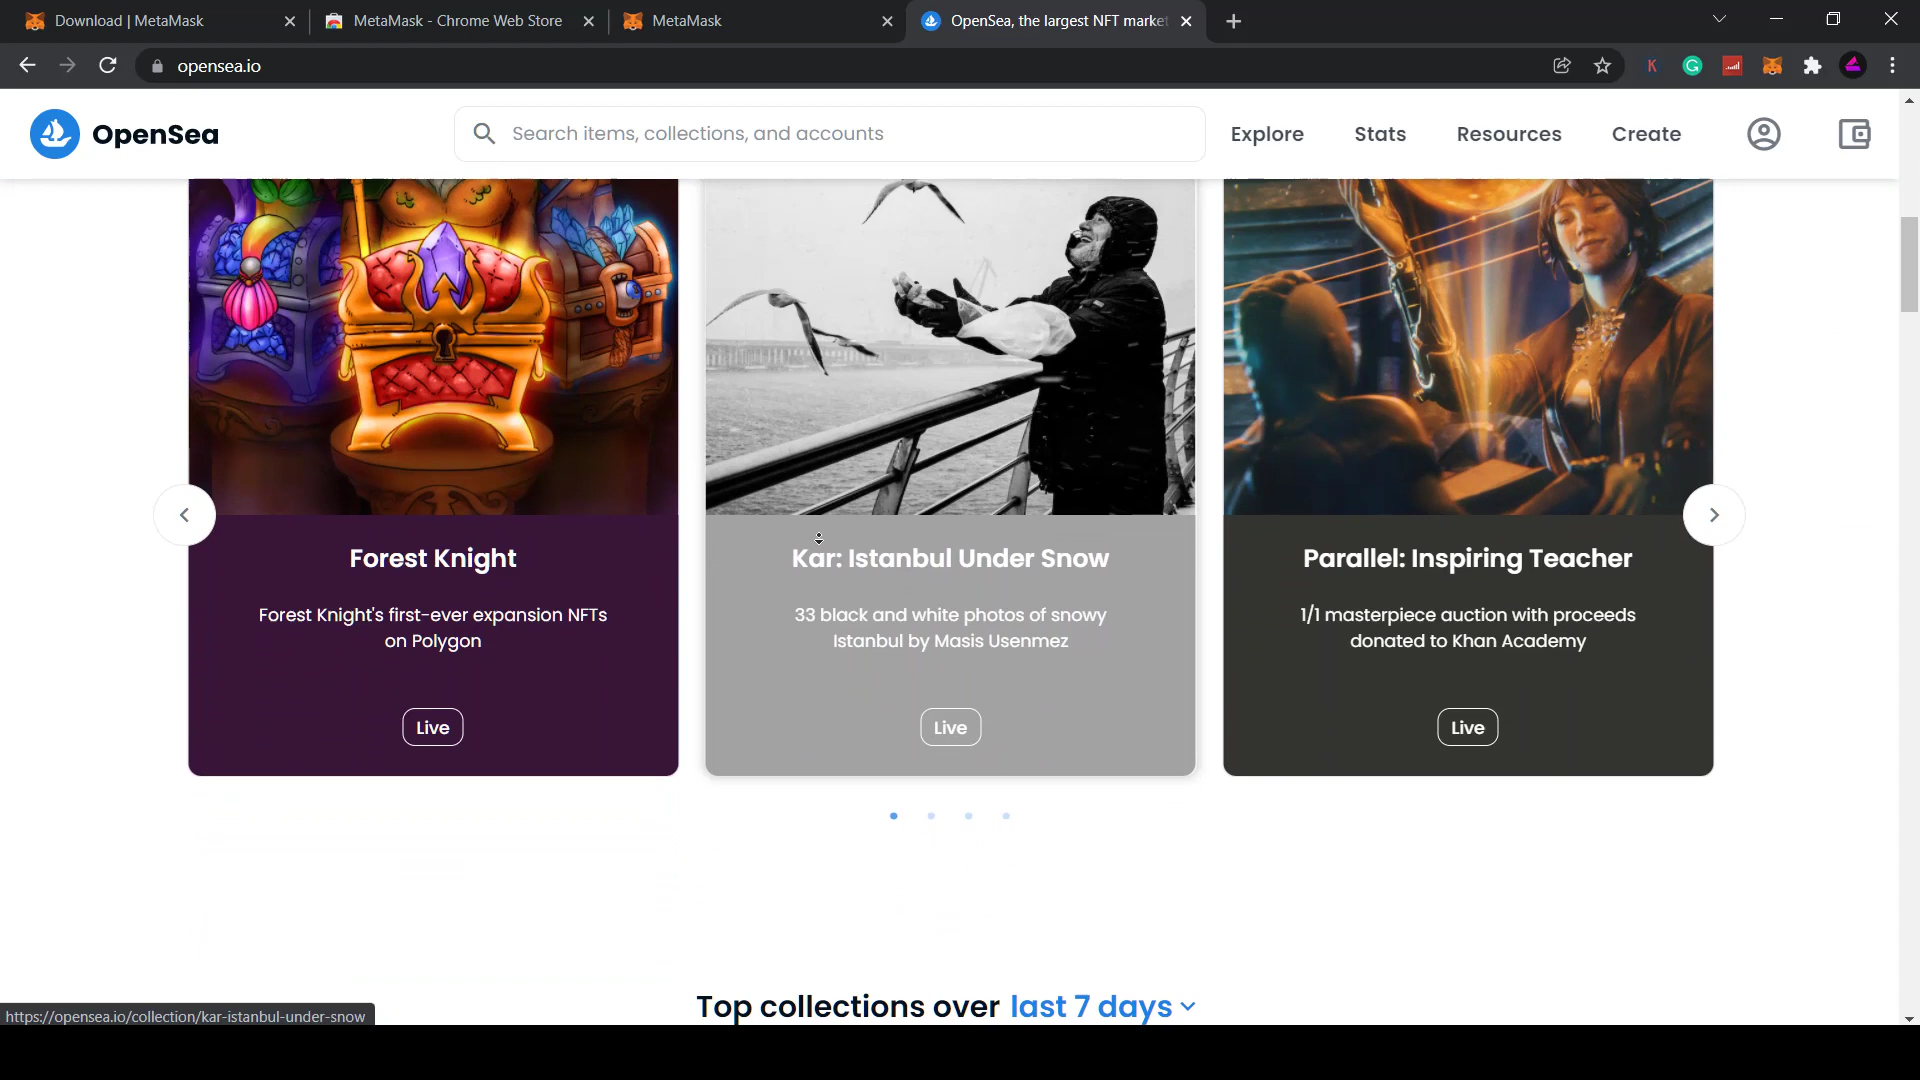 Download | MetaMask
MetaMask - Chrome Web Store
MetaMask
OpenSea, the largest NFT market
opensea.io
OpenSea
Search items, collections, and accounts
Explore
Stats
Resources
Create
Forest Knight
Forest Knight's first-ever expansion NFTs
on Polygon
Live
Kar: Istanbul Under Snow
33 black and white photos of snowy
Istanbul by Masis Usenmez
Live
Parallel: Inspiring Teacher
1/1 masterpiece auction with proceeds
donated to Khan Academy
Live
Top collections over last 7 days
https://opensea.io/collection/kar-istanbul-under-snow